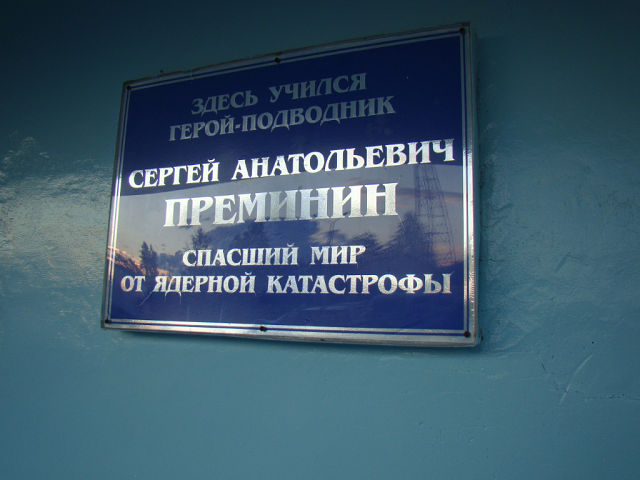 ЗДЕСЬ УЧИЛСЯ
ГЕРОЙ-ПОДВОДНИК
СЕРГЕЙ АНАТОЛЬЕВИЧ
ПРЕМИНИН
СПАСШИЙ МИР
ОТ ЯДЕРНОЙ КАТАСТРОФЫ